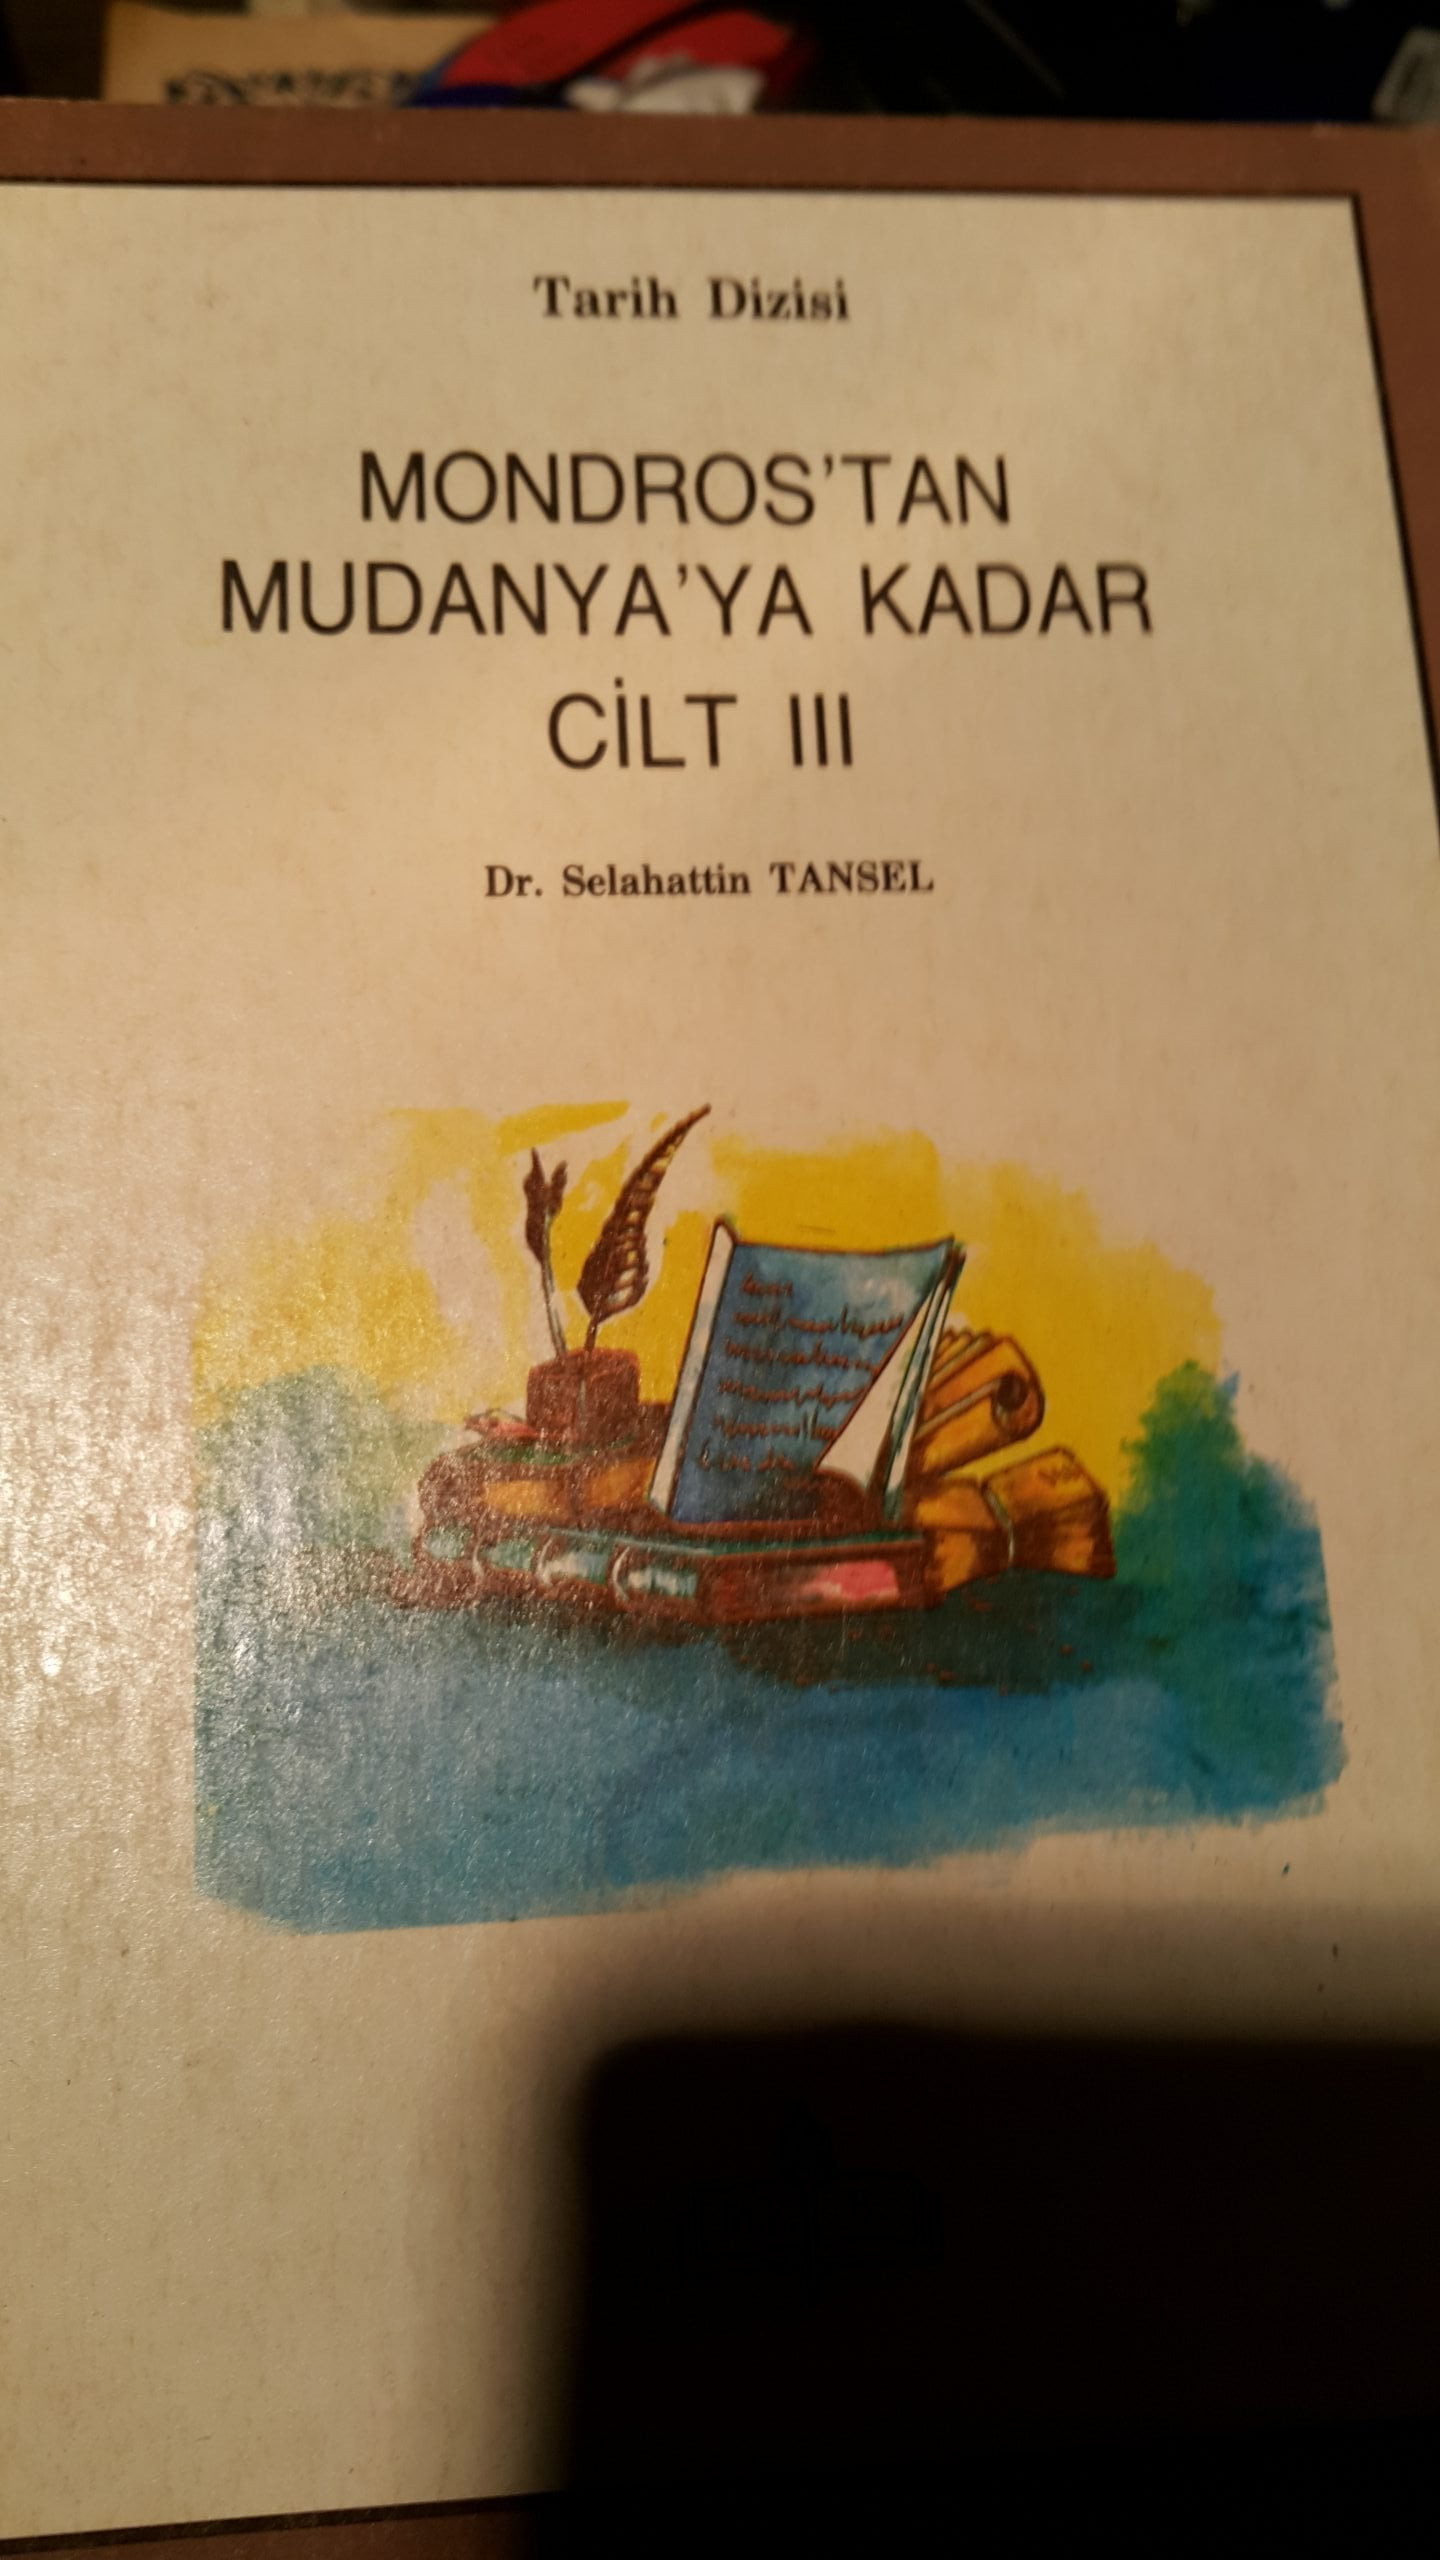 Tarih Dizisi
MONDROS'TAN
MUDANYA'YA KADAR
CİLT III
Dr. Selahattin TANSEL